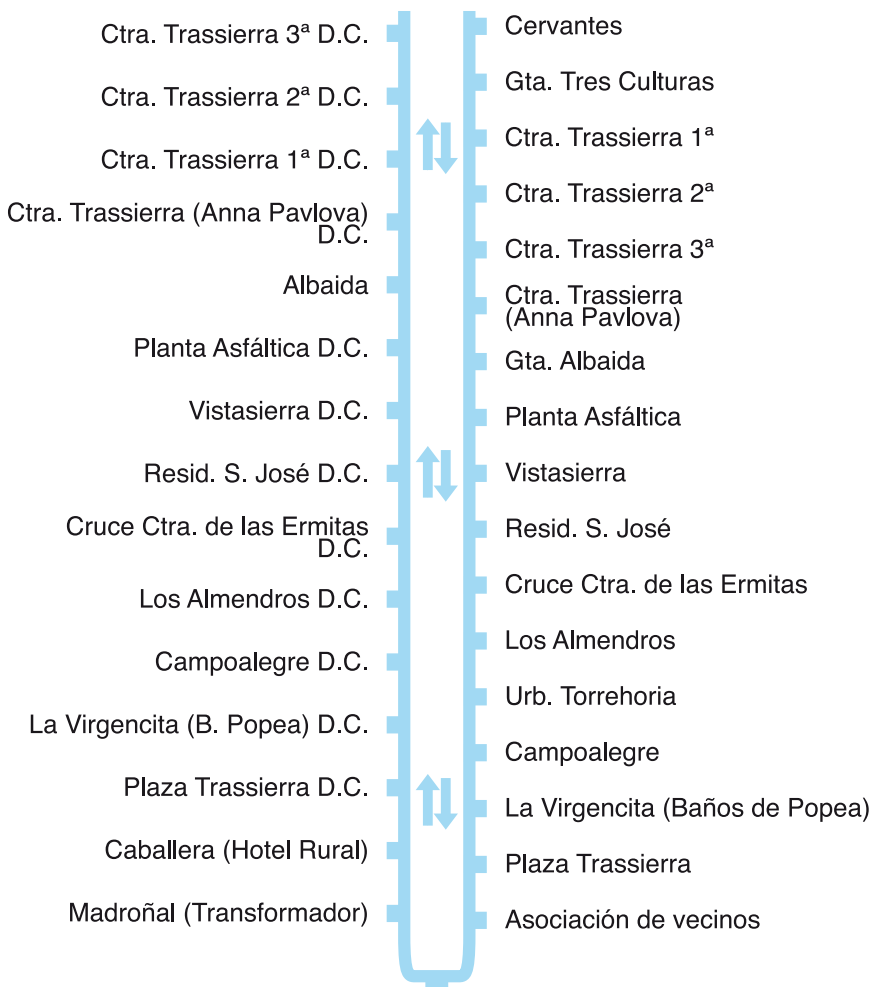 Ctra. Trassierra 3ª D.C.
Ctra. Trassierra 2ª D.C.
Ctra. Trassierra 1ª D.C.
Ctra. Trassierra (Anna Pavlova)
D.C.
Albaida
Planta Asfáltica D.C.
Vistasierra D.C.
Resid. S. José D.C.
Cruce Ctra. de las Ermitas
D.C.
Los Almendros D.C.
Campoalegre D.C.
La Virgencita (B. Popea) D.C.
Plaza Trassierra D.C.
Caballera (Hotel Rural)
Madroñal (Transformador)
Cervantes
Gta. Tres Culturas
Ctra. Trassierra 1ª
Ctra. Trassierra 2ª
Ctra. Trassierra 3ª
Ctra. Trassierra
(Anna Pavlova)
Gta. Albaida
Planta Asfáltica
Vistasierra
Resid. S. José
Cruce Ctra. de las Ermitas
Los Almendros
Urb. Torrehoria
Campoalegre
La Virgencita (Baños de Popea)
Plaza Trassierra
Asociación de vecinos